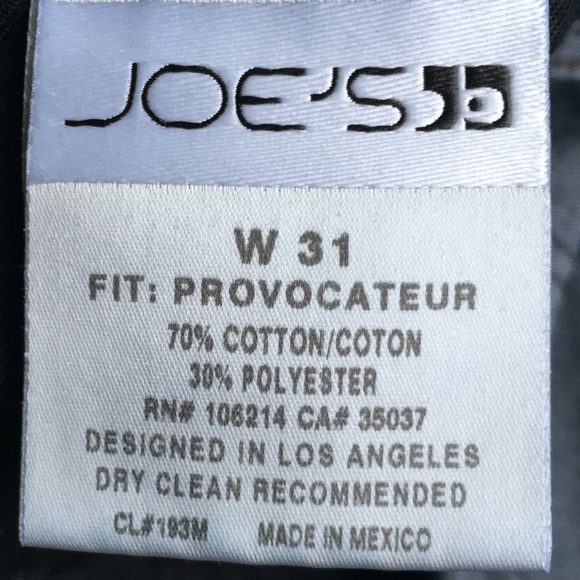 JOE'S
W 31
FIT: PROVOCATEUR
70% COTTON/COTON
30% POLYESTER
RN# 106214 CA# 35037
DESIGNED IN LOS ANGELES
DRY CLEAN RECOMMENDED
CL#193M MADE IN MEXICO